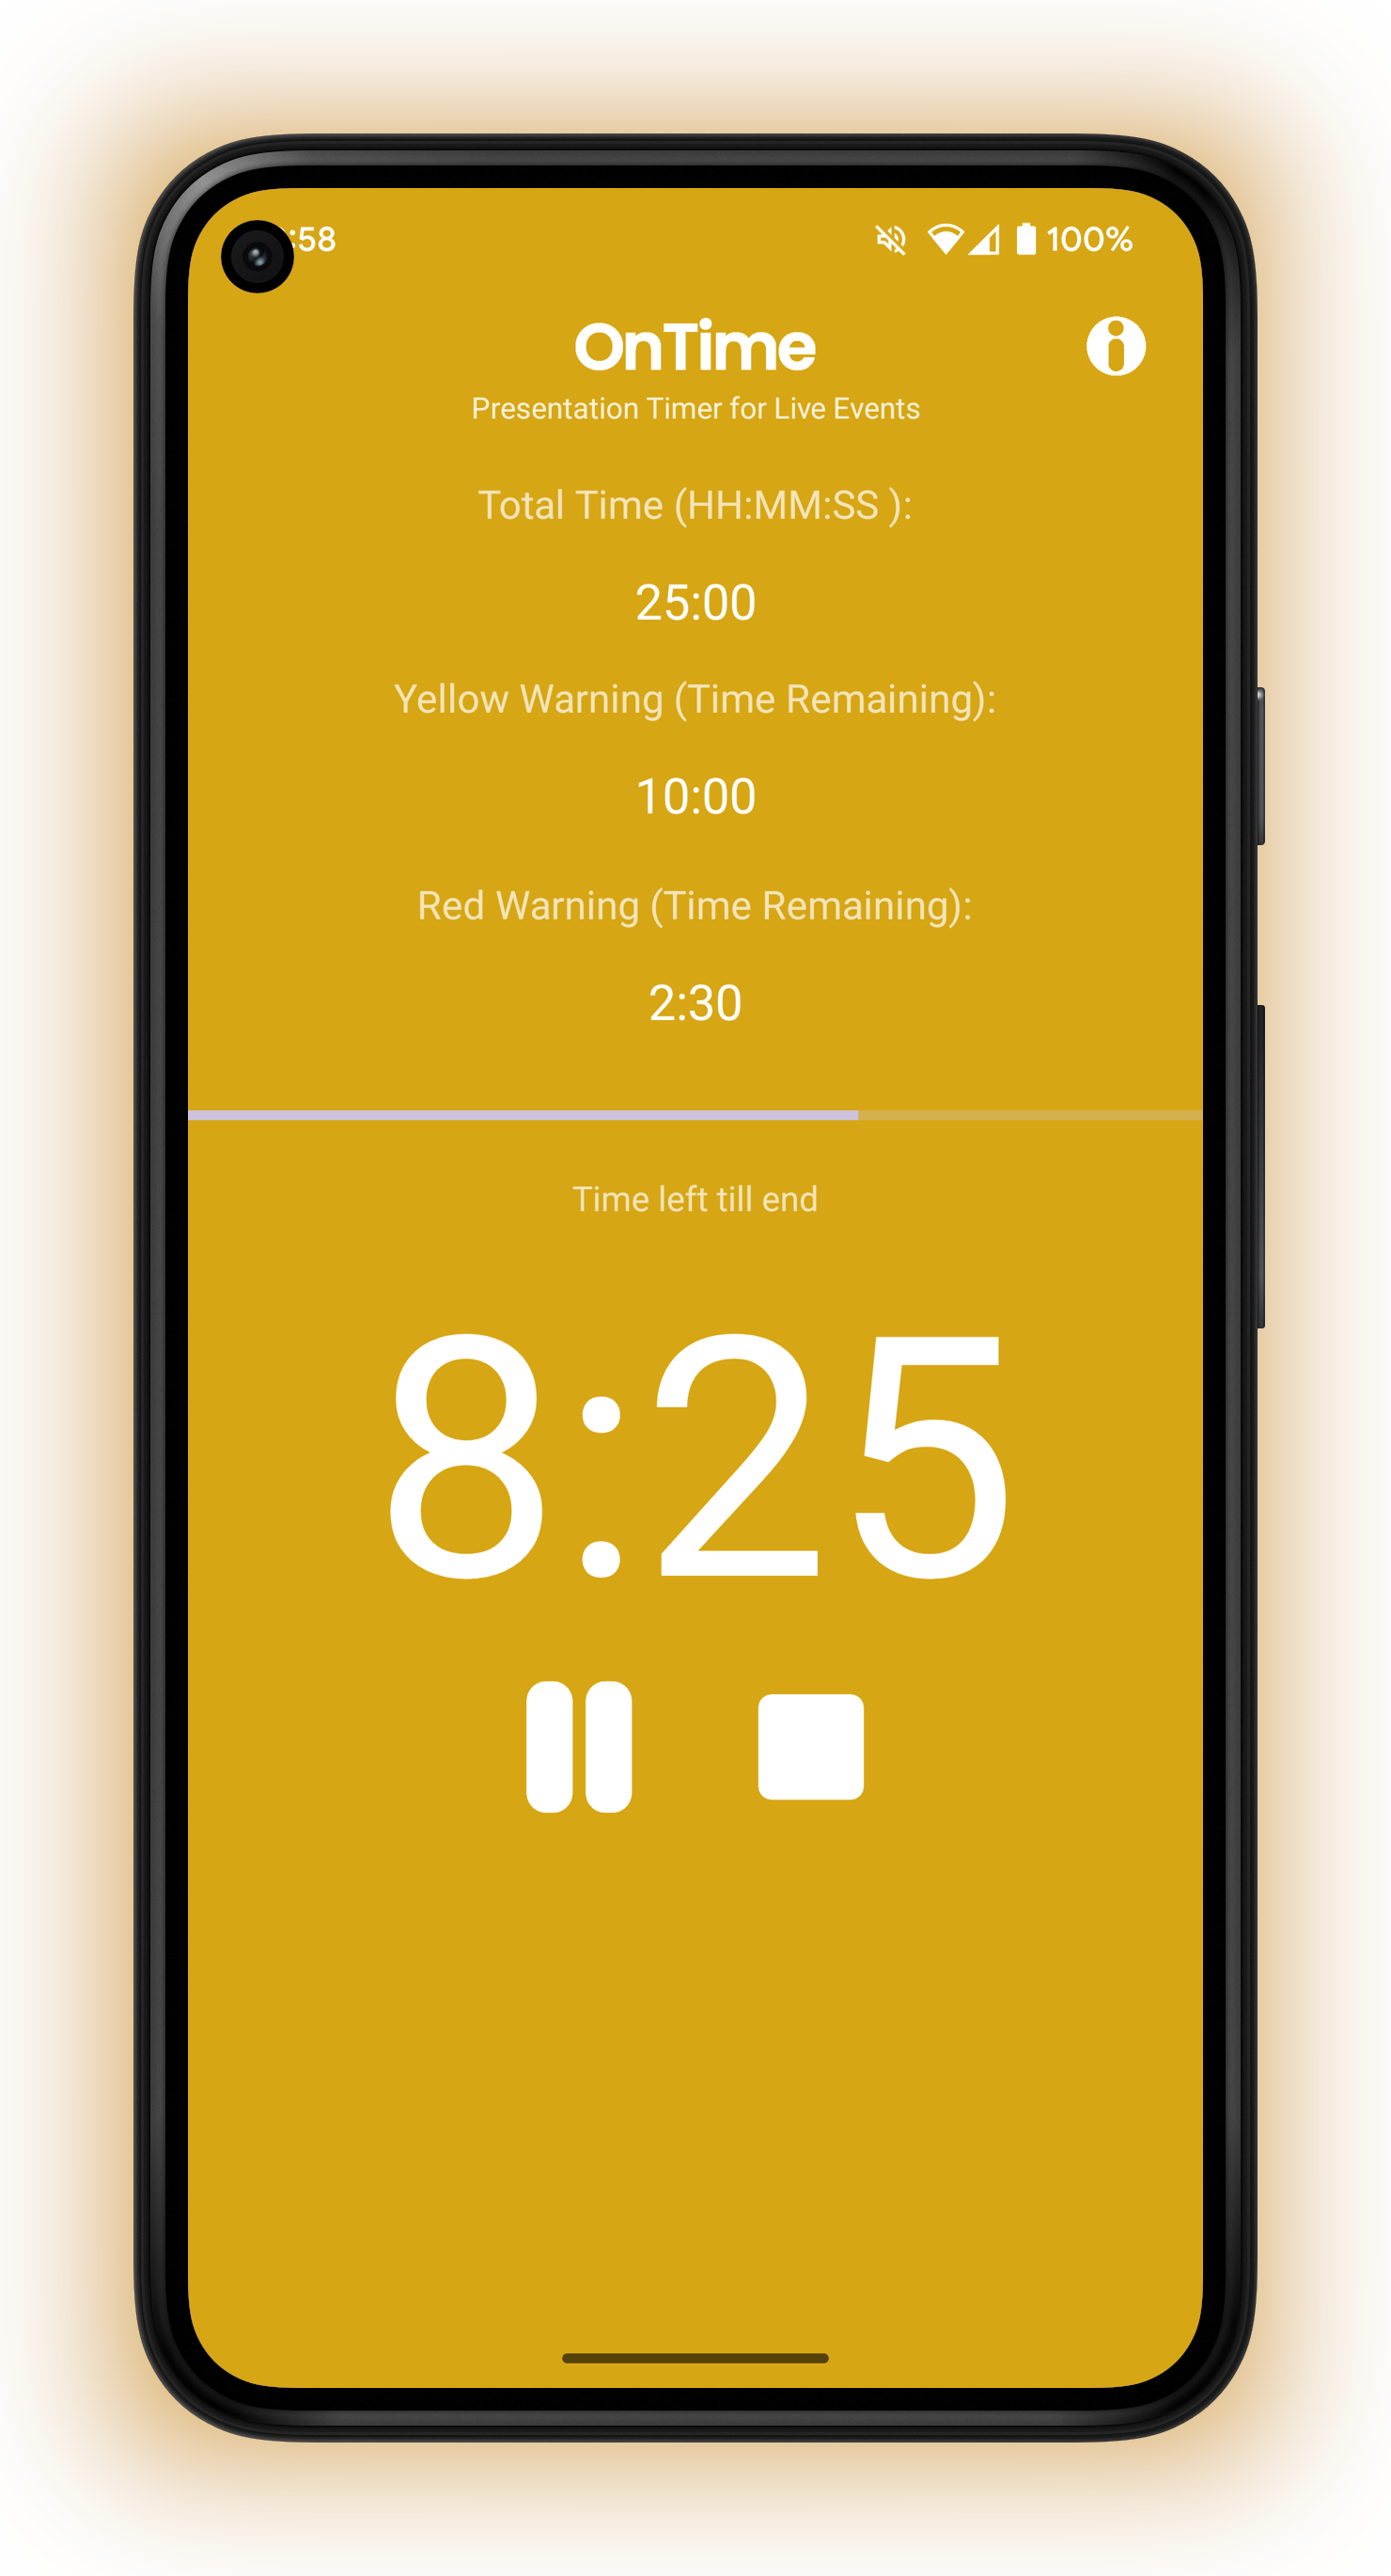 :58 100%
OnTime
Presentation Timer for Live Events
Total Time (HH:MM:SS ):
25:00
Yellow Warning (Time Remaining):
10:00
Red Warning (Time Remaining):
2:30
Time left till end
8:25